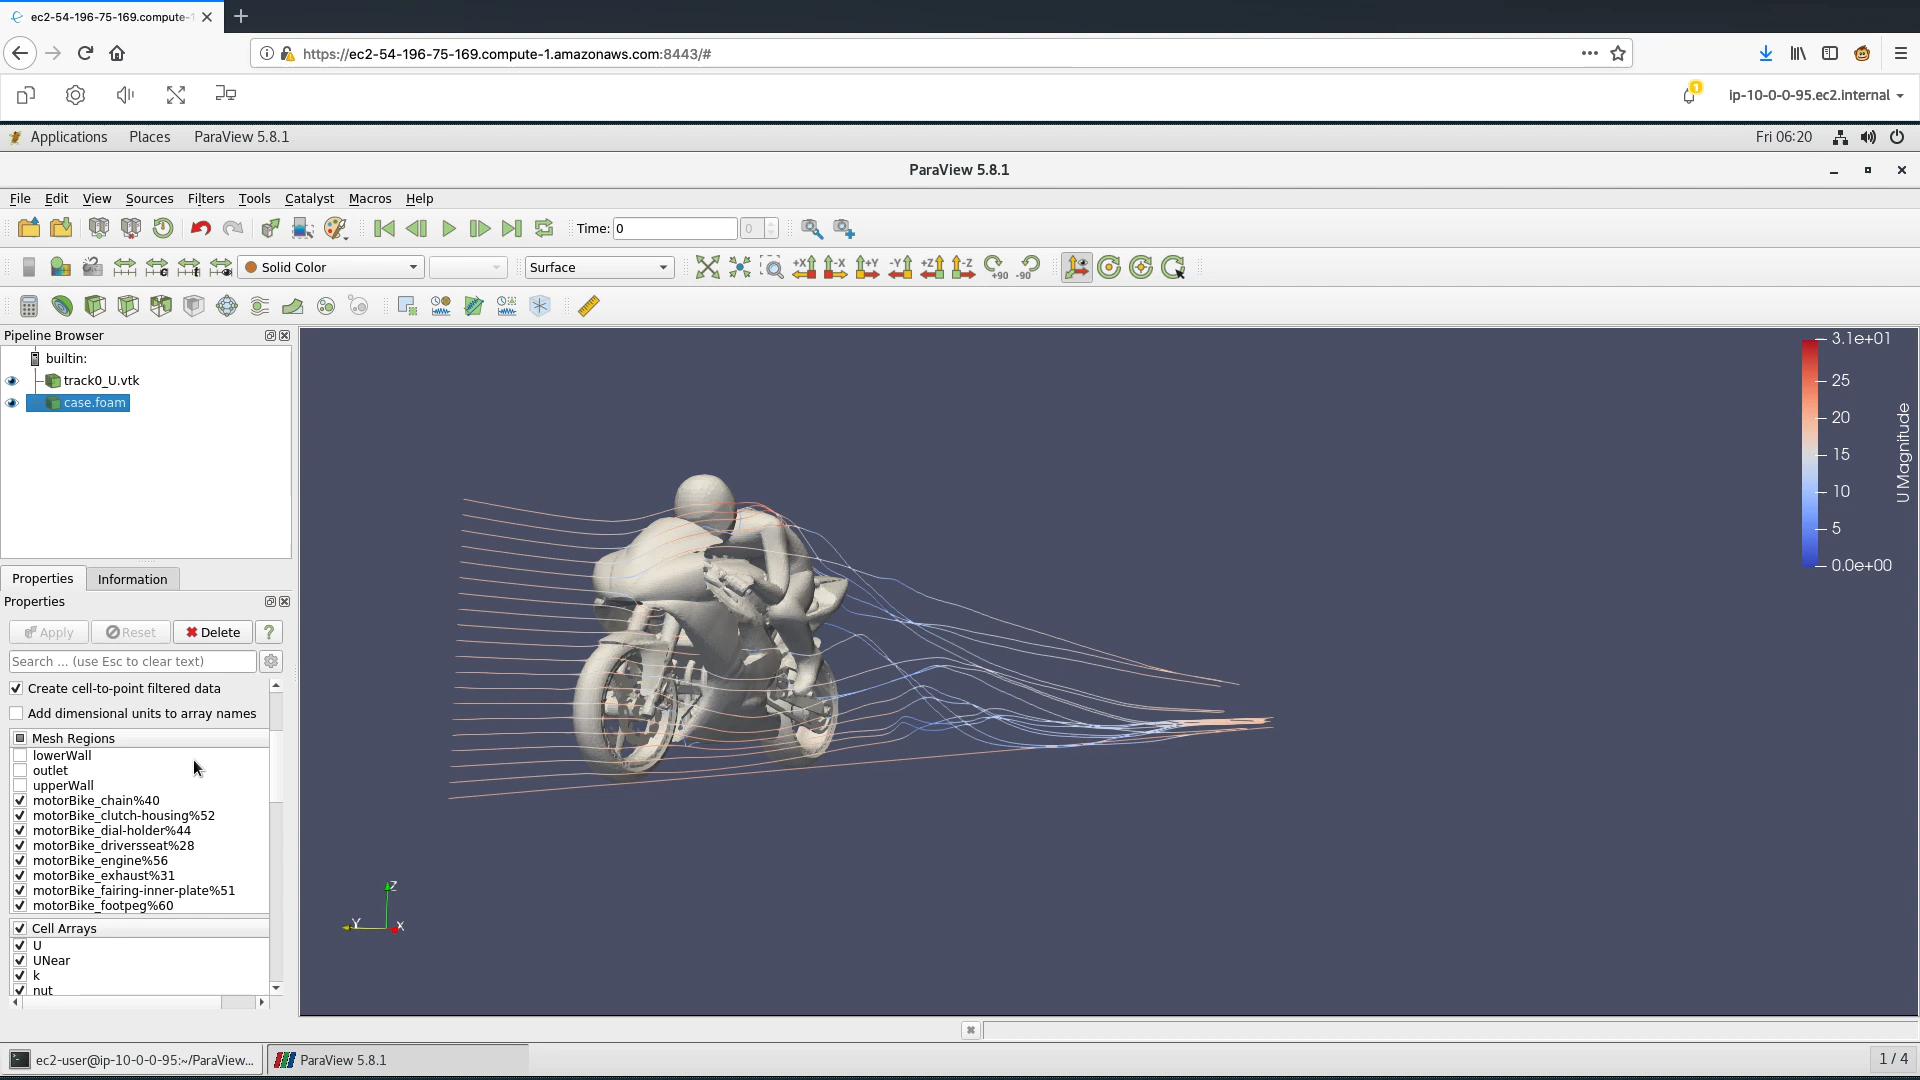 ec2-54-196-75-169.compute-1
https://ec2-54-196-75-169.compute-1.amazonaws.com:8443/#
1
ip-10-0-0-95.ec2.internal
Applications Places ParaView 5.8.1
Fri 06:20
ParaView 5.8.1
File Edit View Sources Filters Tools Catalyst Macros Help
Time: 0
0
Solid Color
Surface
+X -X +Y -Y +Z -Z +90 -90
Pipeline Browser
builtin:
track0_U.vtk
case.foam
Properties Information
Properties
Apply Reset Delete ?
Search ... (use Esc to clear text)
Create cell-to-point filtered data
Add dimensional units to array names
Mesh Regions
lowerWall
outlet
upperWall
motorBike_chain%40
motorBike_clutch-housing%52
motorBike_dial-holder%44
motorBike_driversseat%28
motorBike_engine%56
motorBike_exhaust%31
motorBike_fairing-inner-plate%51
motorBike_footpeg%60
Cell Arrays
U
UNear
k
nut
3.1e+01
25
20
15
10
5
0.0e+00
U Magnitude
Z
Y
X
ec2-user@ip-10-0-0-95:~/ParaView...
ParaView 5.8.1
1 / 4